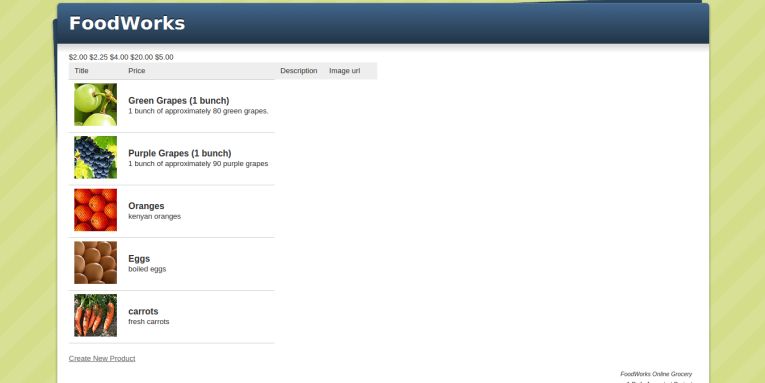 FoodWorks
$2.00 $2.25 $4.00 $20.00 $5.00
Title Price Description Image url
Green Grapes (1 bunch)
1 bunch of approximately 80 green grapes.
Purple Grapes (1 bunch)
1 bunch of approximately 90 purple grapes
Oranges
kenyan oranges
Eggs
boiled eggs
carrots
fresh carrots
Create New Product
FoodWorks Online Grocery